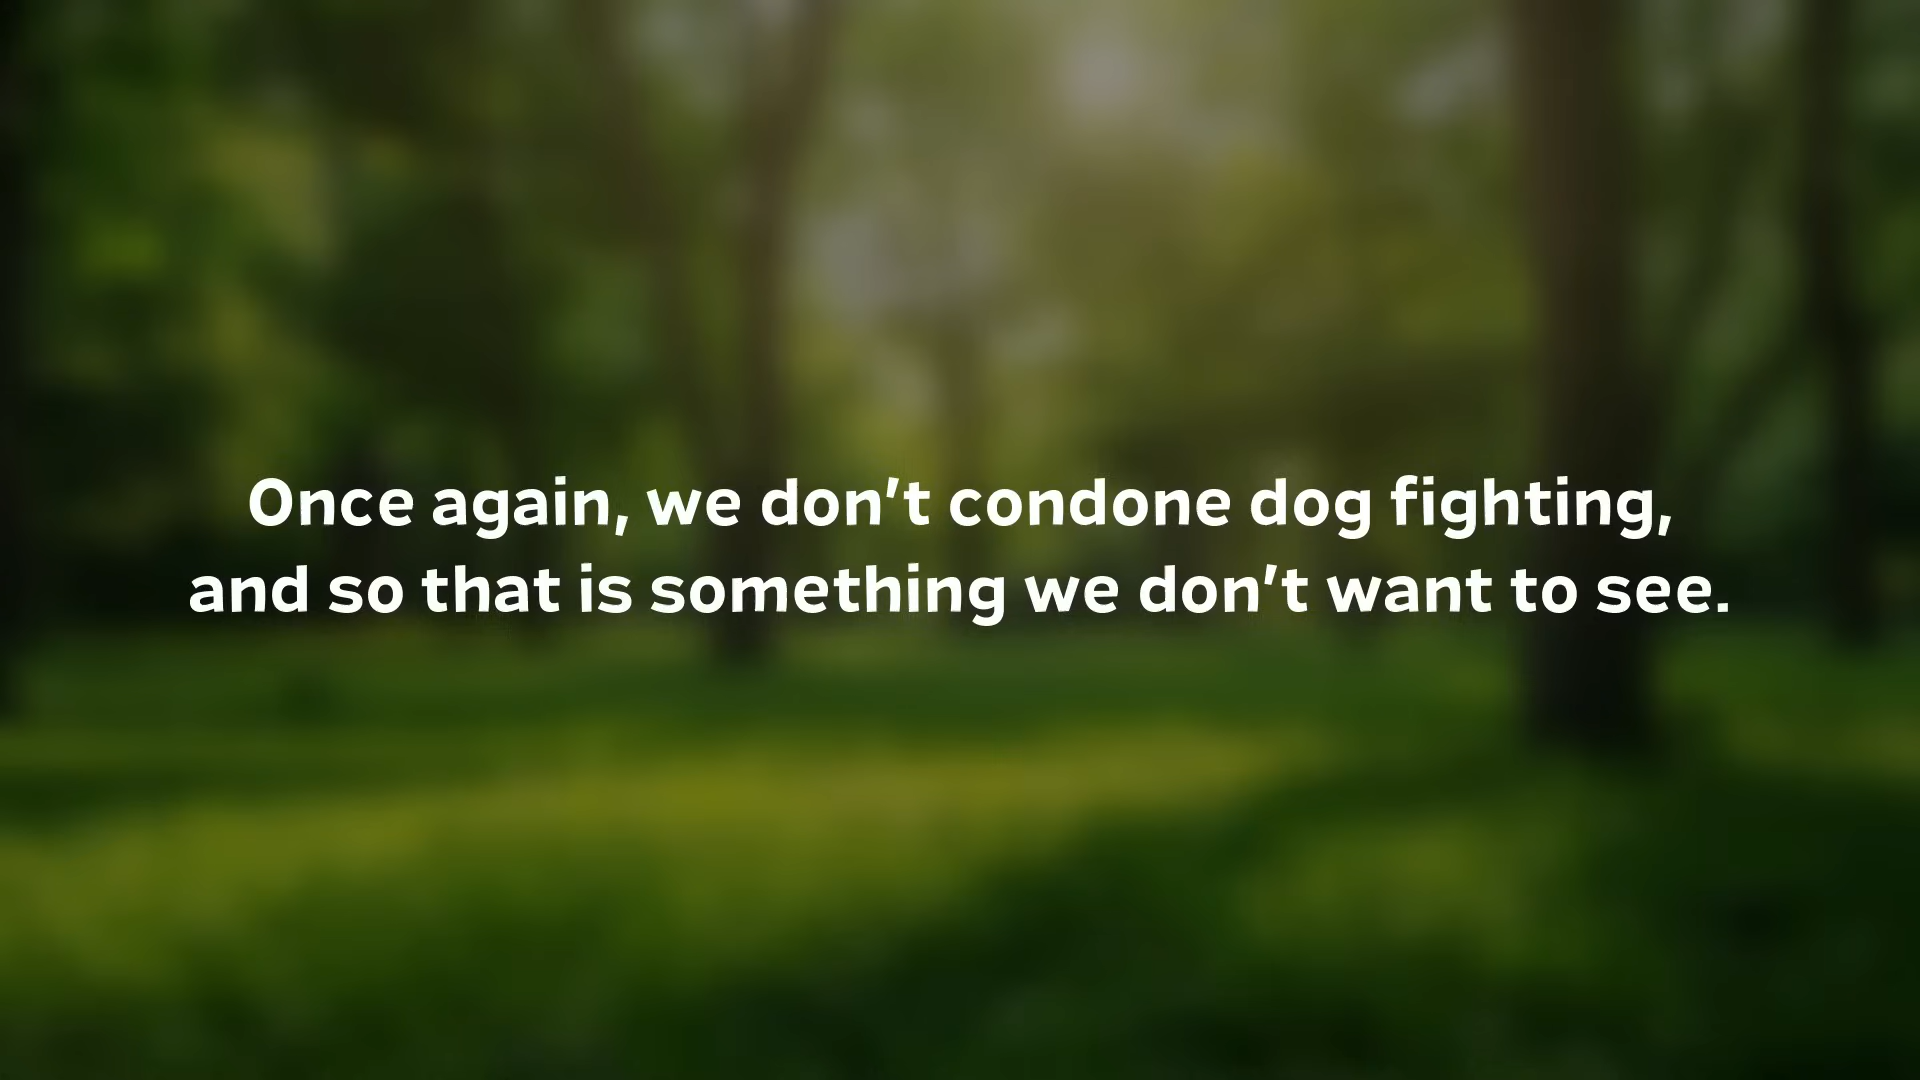 Once again, we don't condone dog fighting,
and so that is something we don't want to see.